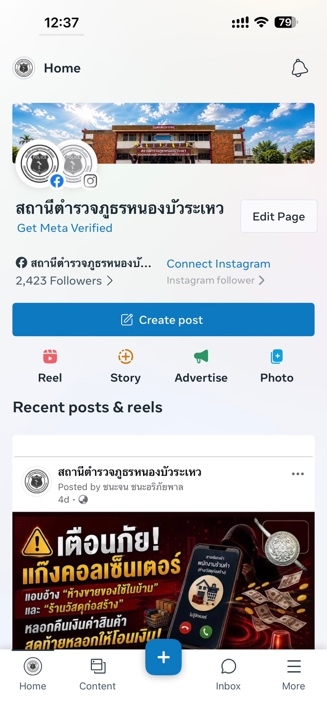 12:37
79
Home
สถานีตำรวจภูธรหนองบัวระเหว
Get Meta Verified
Edit Page
สถานีตำรวจภูธรหนองบั...
Connect Instagram
2,423 Followers
Instagram follower
Create post
Reel
Story
Advertise
Photo
Recent posts & reels
สถานีตำรวจภูธรหนองบัวระเหว
Posted by ชนะจน ชนะอริภัยพาล
4d
เตือนภัย!
แก๊งคอลเซ็นเตอร์
แอบอ้าง "ห้างขายของใช้ในบ้าน"
และ "ร้านวัสดุก่อสร้าง"
หลอกคืนเงินค่าสินค้า
สุดท้ายหลอกให้โอนเงิน!
Home
Content
Inbox
More